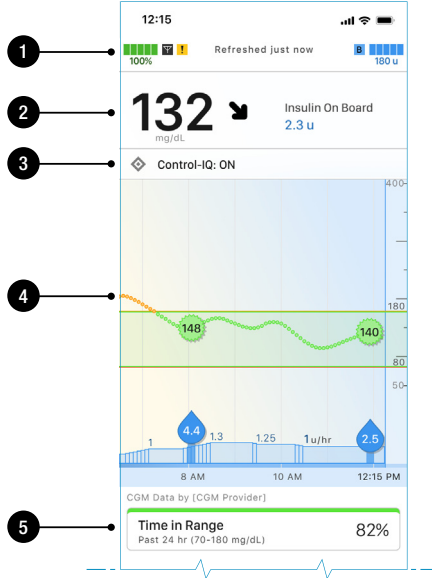 12:15
1
100%
!
Refreshed just now
B
180 u
2
132
mg/dL
Insulin On Board
2.3 u
3
Control-IQ: ON
400
4
180
148
140
80
50
4.4
2.5
1
1.3
1.25
1 u/hr
8 AM
10 AM
12:15 PM
CGM Data by [CGM Provider]
5
Time in Range
82%
Past 24 hr (70-180 mg/dL)